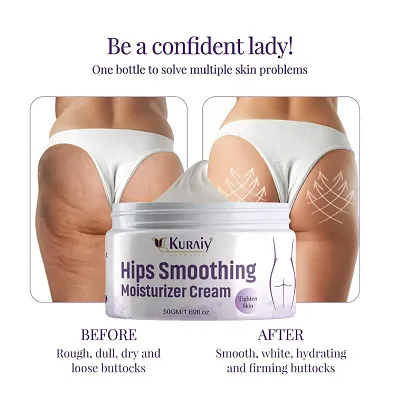 Be a confident lady!
One bottle to solve multiple skin problems
KURAIY
Hips Smoothing
Moisturizer Cream
Tighten
Skin
50GM/1.69fl.oz
BEFORE
Rough, dull, dry and
loose buttocks
AFTER
Smooth, white, hydrating
and firming buttocks